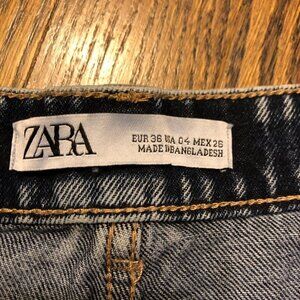 ZARA
EUR 36 USA 04 MEX 26
MADE IN BANGLADESH